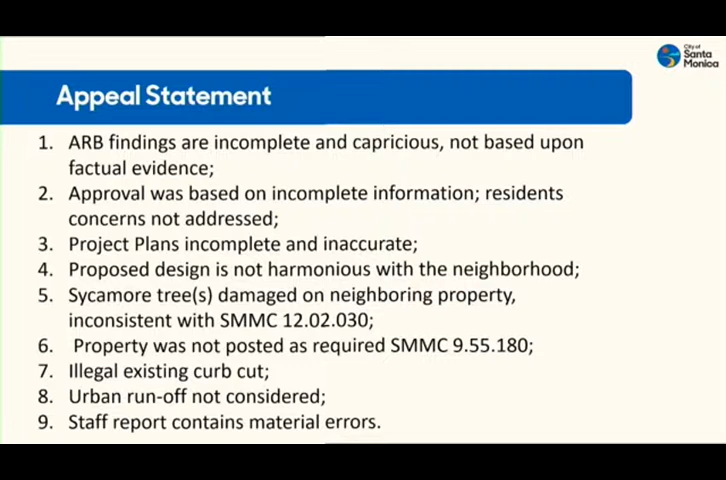 City of
Santa
Monica
Appeal Statement
1. ARB findings are incomplete and capricious, not based upon
factual evidence;
2. Approval was based on incomplete information; residents
concerns not addressed;
3. Project Plans incomplete and inaccurate;
4. Proposed design is not harmonious with the neighborhood;
5. Sycamore tree(s) damaged on neighboring property,
inconsistent with SMMC 12.02.030;
6. Property was not posted as required SMMC 9.55.180;
7. Illegal existing curb cut;
8. Urban run-off not considered;
9. Staff report contains material errors.